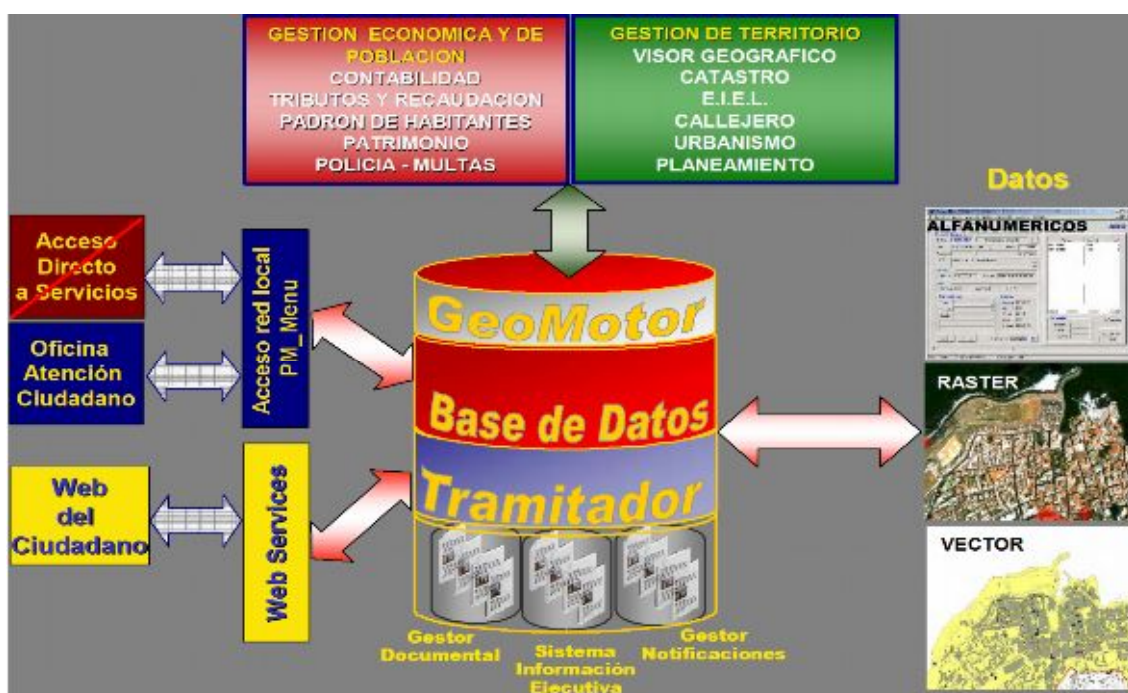 GESTION ECONOMICA Y DE
POBLACION
CONTABILIDAD
TRIBUTOS Y RECAUDACION
PADRON DE HABITANTES
PATRIMONIO
POLICIA - MULTAS
GESTION DE TERRITORIO
VISOR GEOGRAFICO
CATASTRO
E.I.E.L.
CALLEJERO
URBANISMO
PLANEAMIENTO
Acceso
Directo
a Servicios
Oficina
Atención
Ciudadano
Web
del
Ciudadano
Acceso red local
PM_Menu
Web Services
GeoMotor
Base de Datos
Tramitador
Gestor
Documental
Sistema
Información
Ejecutiva
Gestor
Notificaciones
Datos
ALFANUMERICOS
RASTER
VECTOR